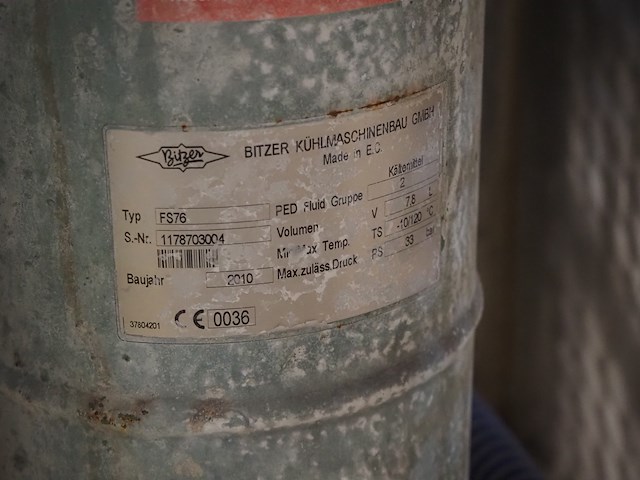 Bitzer
BITZER KÜHLMASCHINENBAU GMBH
Made in E.C.
Kältemittel
Typ FS76 PED Fluid Gruppe 2
S.-Nr. 1178703004 Volumen V 7,8 L
Min Max Temp. TS -10/120 °C
Baujahr 2010 Max.zuläss.Druck PS 33 bar
37804201 CE 0036